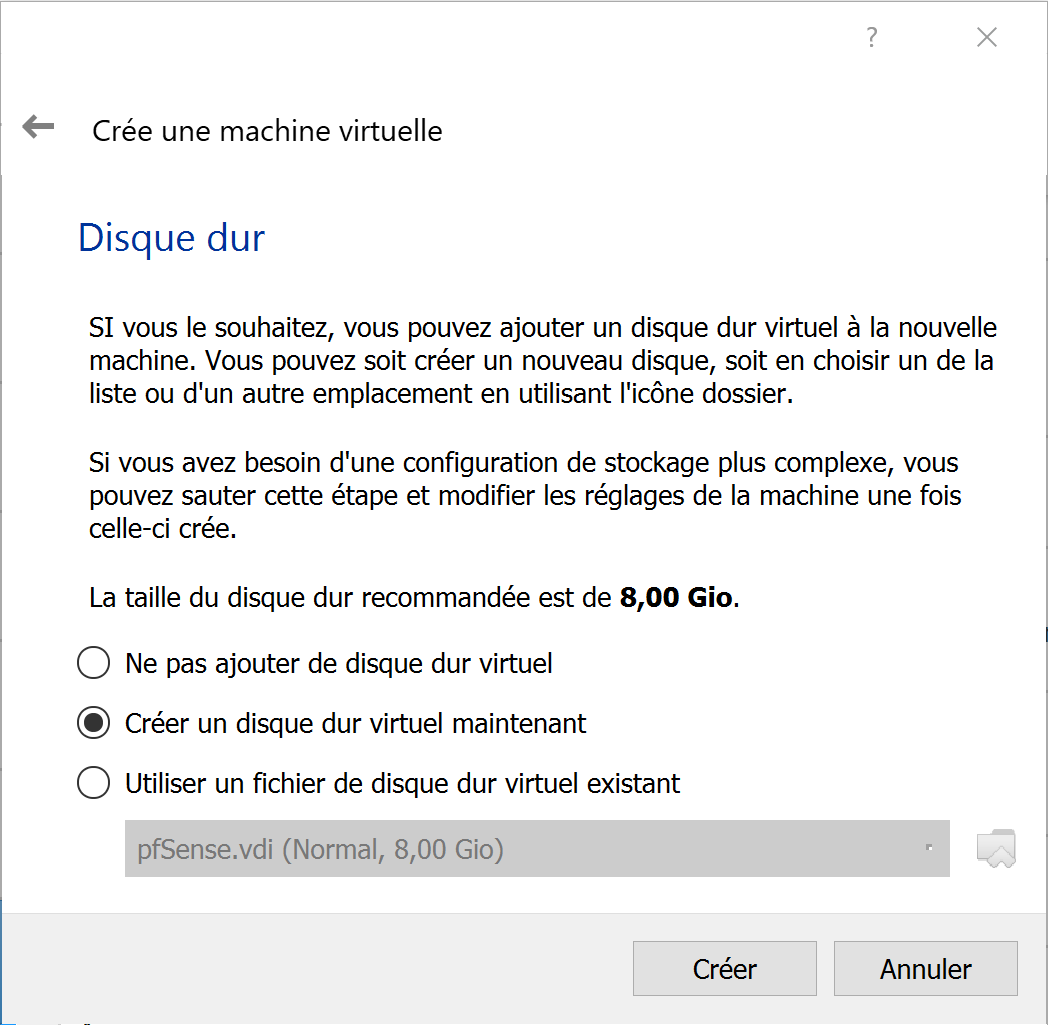 ?
Crée une machine virtuelle
Disque dur
SI vous le souhaitez, vous pouvez ajouter un disque dur virtuel à la nouvelle
machine. Vous pouvez soit créer un nouveau disque, soit en choisir un de la
liste ou d'un autre emplacement en utilisant l'icône dossier.
Si vous avez besoin d'une configuration de stockage plus complexe, vous
pouvez sauter cette étape et modifier les réglages de la machine une fois
celle-ci crée.
La taille du disque dur recommandée est de 8,00 Gio.
Ne pas ajouter de disque dur virtuel
Créer un disque dur virtuel maintenant
Utiliser un fichier de disque dur virtuel existant
pfSense.vdi (Normal, 8,00 Gio)
Créer
Annuler